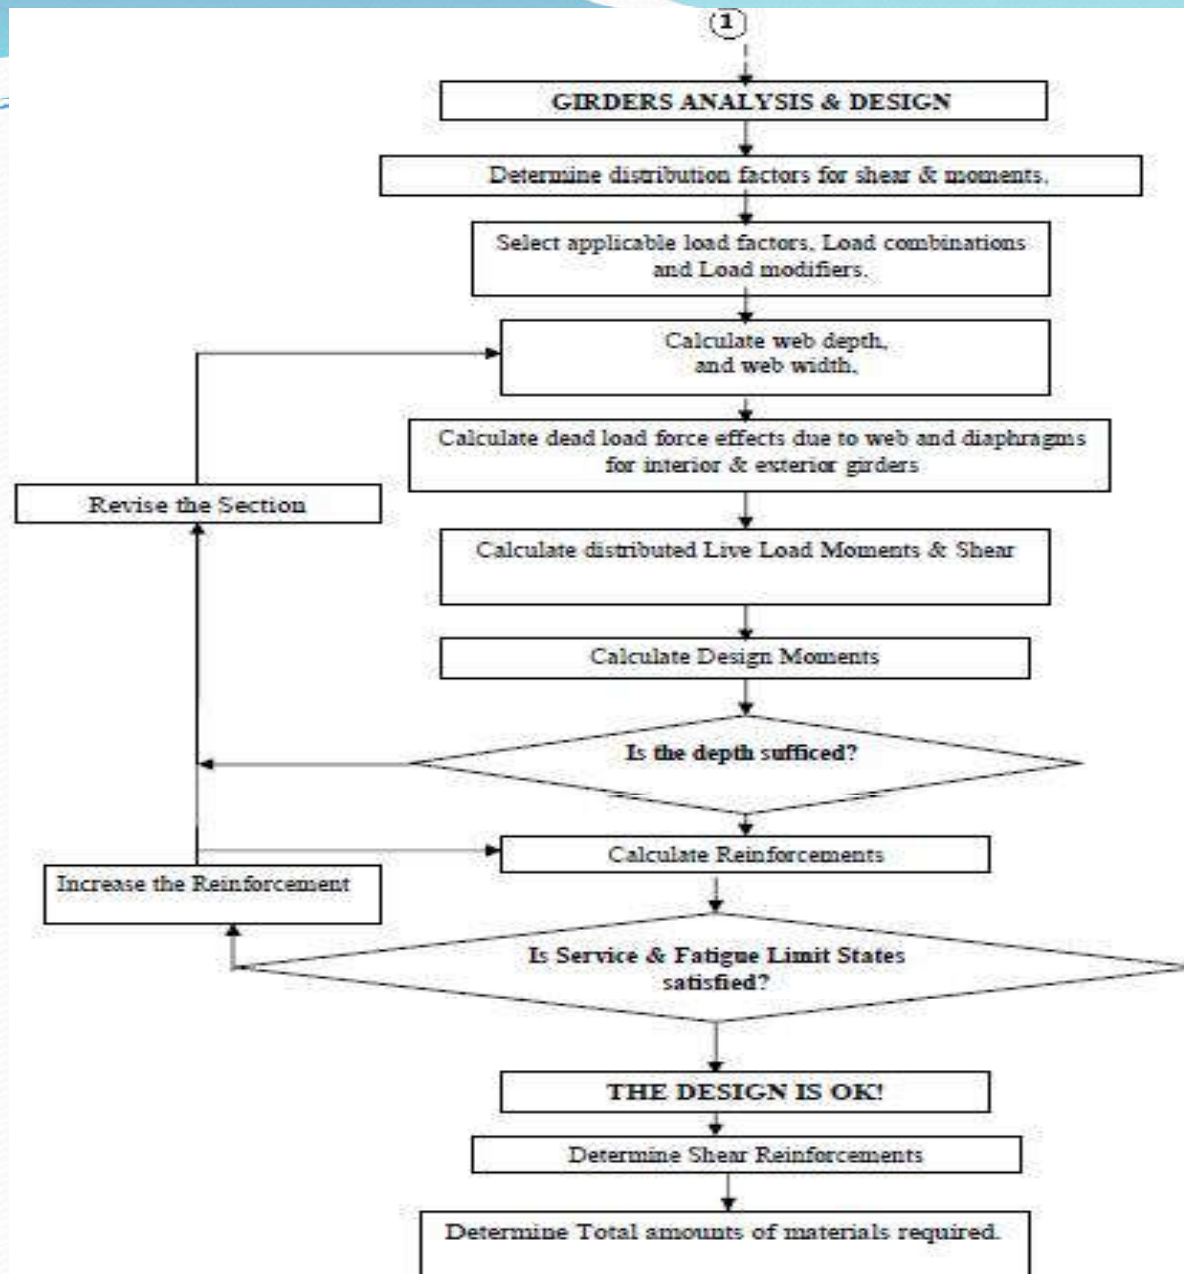 1
GIRDERS ANALYSIS & DESIGN
Determine distribution factors for shear & moments.
Select applicable load factors, Load combinations
and Load modifiers.
Calculate web depth,
and web width.
Calculate dead load force effects due to web and diaphragms
for interior & exterior girders
Revise the Section
Calculate distributed Live Load Moments & Shear
Calculate Design Moments
Is the depth sufficed?
Calculate Reinforcements
Increase the Reinforcement
Is Service & Fatigue Limit States
satisfied?
THE DESIGN IS OK!
Determine Shear Reinforcements
Determine Total amounts of materials required.